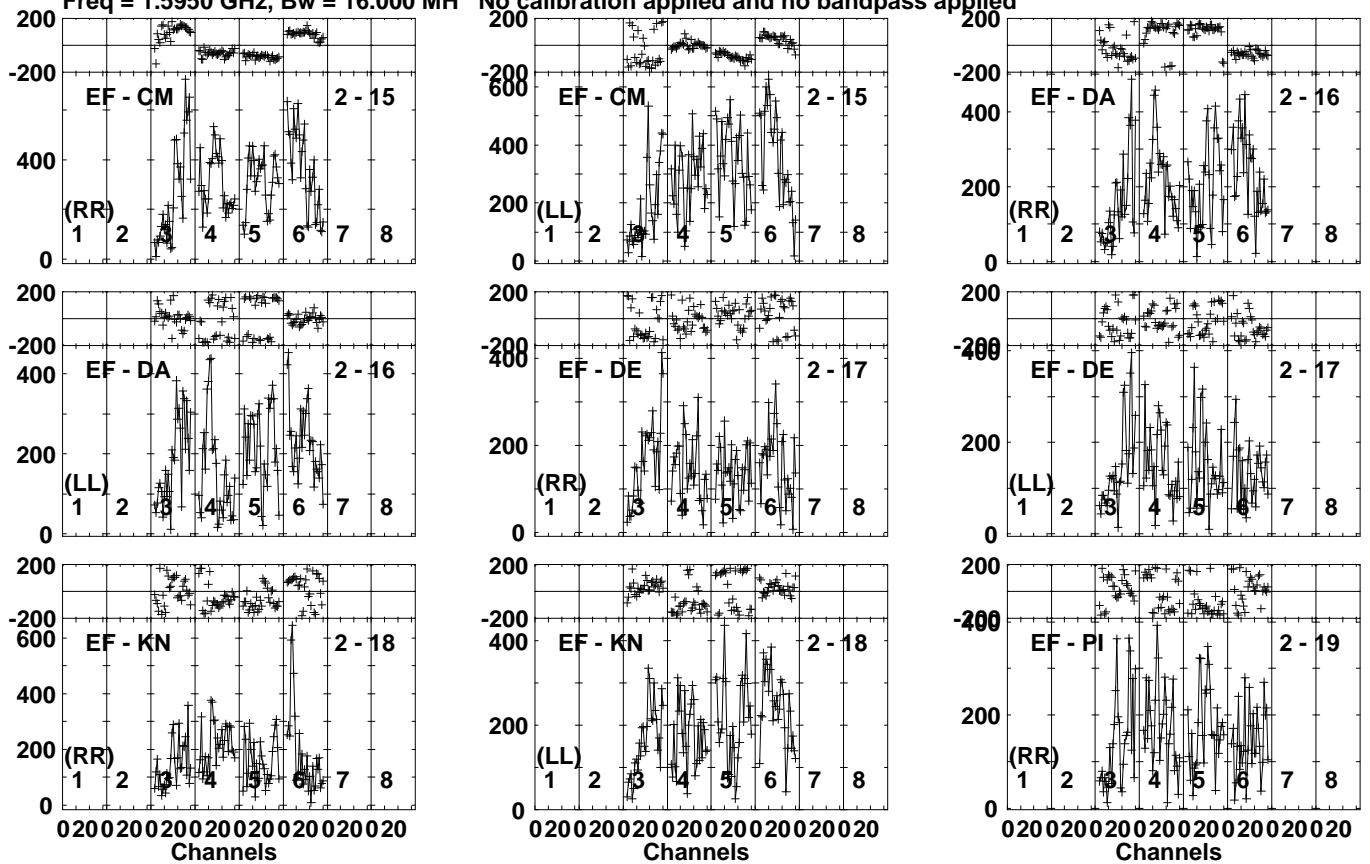 Freq = 1.5950 GHz, Bw = 16.000 MH No calibration applied and no bandpass applied
200
-200
EF - CM 2 - 15
400
(RR)
1 2 3 4 5 6 7 8
0
200
-200
600
EF - CM 2 - 15
400
200
(LL)
1 2 3 4 5 6 7 8
0
200
-200
EF - DA 2 - 16
400
200
(RR)
1 2 3 4 5 6 7 8
0
200
-200
400
EF - DA 2 - 16
200
(LL)
1 2 3 4 5 6 7 8
0
200
-200
400
EF - DE 2 - 17
200
(RR)
1 2 3 4 5 6 7 8
0
200
-200
400
EF - DE 2 - 17
200
(LL)
1 2 3 4 5 6 7 8
0
200
-200
600
EF - KN 2 - 18
400
200
(RR)
1 2 3 4 5 6 7 8
0
0 20 0 20 0 20 0 20 0 20 0 20 0 20 0 20
Channels
200
-200
400
EF - KN 2 - 18
200
(LL)
1 2 3 4 5 6 7 8
0
0 20 0 20 0 20 0 20 0 20 0 20 0 20 0 20
Channels
200
-200
400
EF - PI 2 - 19
200
(RR)
1 2 3 4 5 6 7 8
0
0 20 0 20 0 20 0 20 0 20 0 20 0 20 0 20
Channels